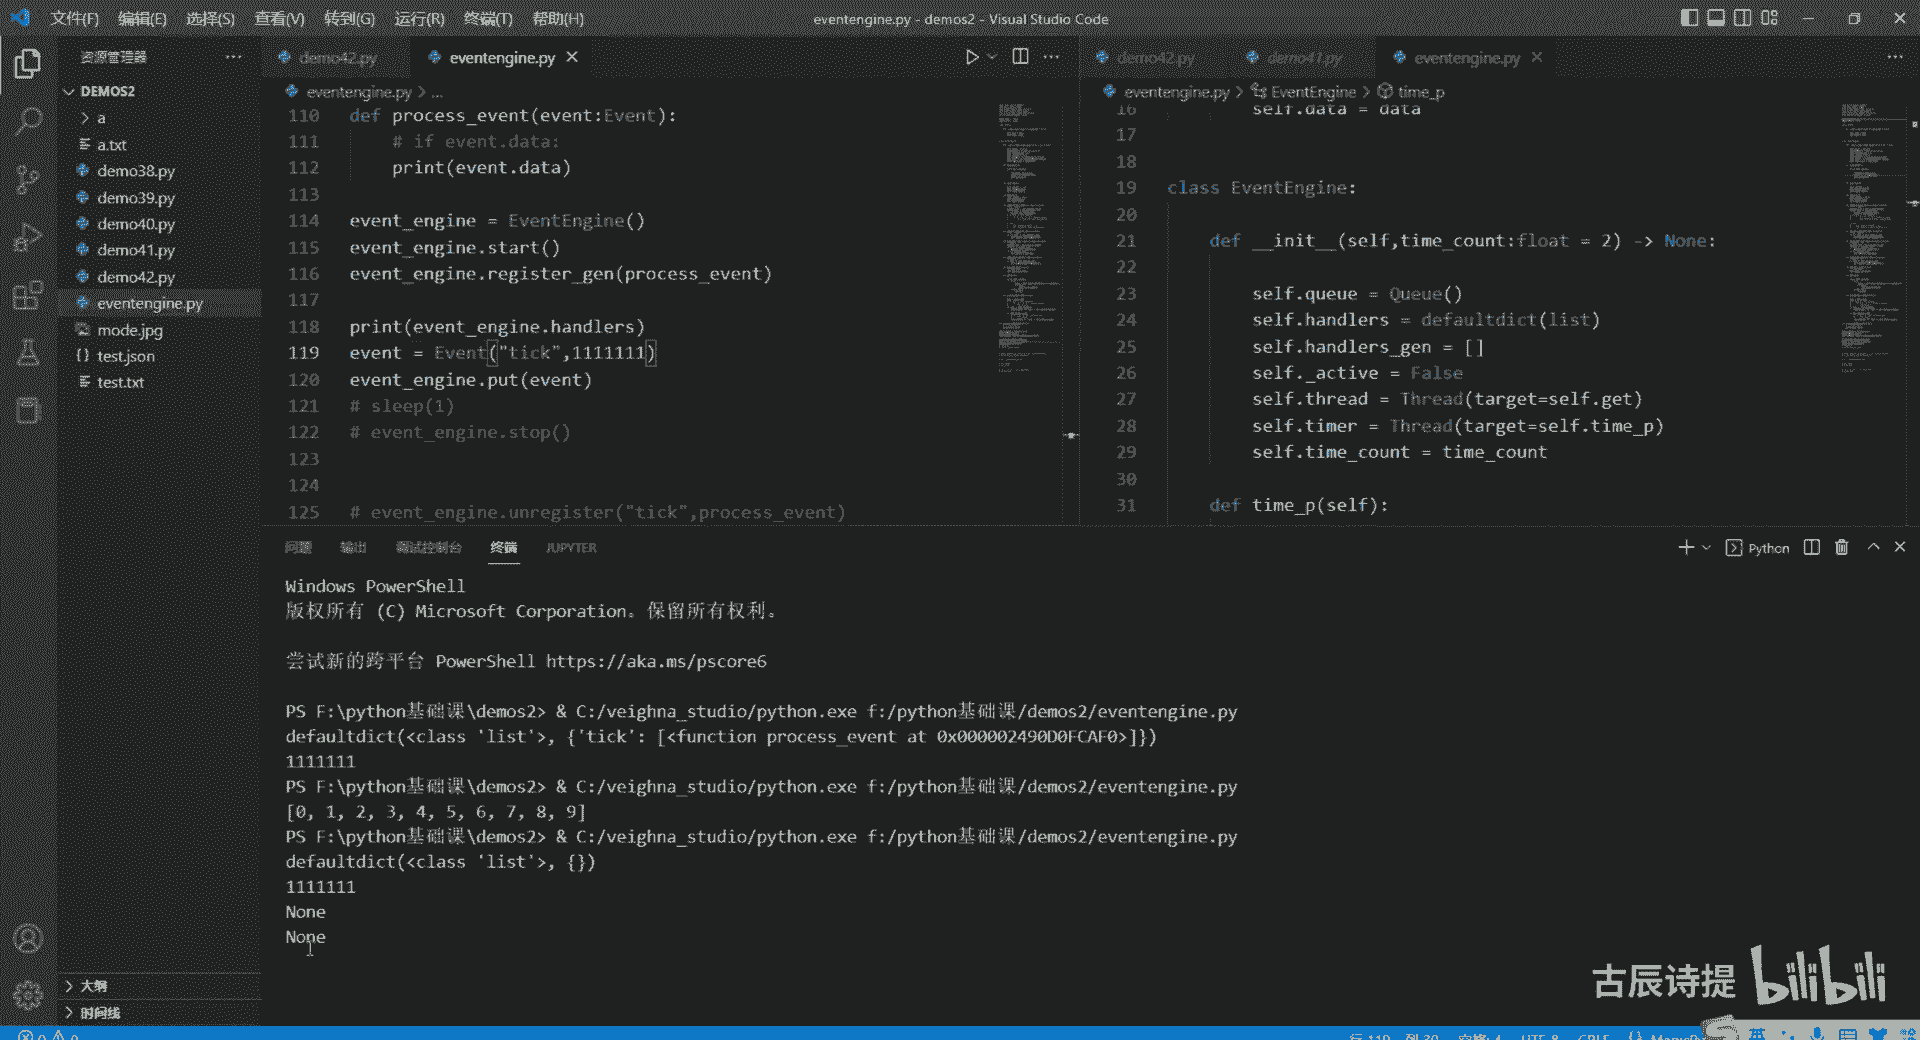 文件(F) 编辑(E) 选择(S) 查看(V) 转到(G) 运行(R) 终端(T) 帮助(H) eventengine.py - demos2 - Visual Studio Code
资源管理器
DEMOS2
a
a.txt
demo38.py
demo39.py
demo40.py
demo41.py
demo42.py
eventengine.py
mode.jpg
test.json
test.txt
大纲
时间线
demo42.py eventengine.py
eventengine.py > ...
110 def process_event(event:Event):
111 # if event.data:
112 print(event.data)
113
114 event_engine = EventEngine()
115 event_engine.start()
116 event_engine.register_gen(process_event)
117
118 print(event_engine.handlers)
119 event = Event("tick",1111111)
120 event_engine.put(event)
121 # sleep(1)
122 # event_engine.stop()
123
124
125 # event_engine.unregister("tick",process_event)
demo42.py demo41.py eventengine.py
eventengine.py > EventEngine > time_p
16 self.data = data
17
18
19 class EventEngine:
20
21 def __init__(self,time_count:float = 2) -> None:
22
23 self.queue = Queue()
24 self.handlers = defaultdict(list)
25 self.handlers_gen = []
26 self._active = False
27 self.thread = Thread(target=self.get)
28 self.timer = Thread(target=self.time_p)
29 self.time_count = time_count
30
31 def time_p(self):
问题 输出 调试控制台 终端 JUPYTER
Python
Windows PowerShell
版权所有 (C) Microsoft Corporation。保留所有权利。
尝试新的跨平台 PowerShell https://aka.ms/pscore6
PS F:\python基础课\demos2> & C:/veighna_studio/python.exe f:/python基础课/demos2/eventengine.py
defaultdict(<class 'list'>, {'tick': [<function process_event at 0x000002490D0FCAF0>]})
1111111
PS F:\python基础课\demos2> & C:/veighna_studio/python.exe f:/python基础课/demos2/eventengine.py
[0, 1, 2, 3, 4, 5, 6, 7, 8, 9]
PS F:\python基础课\demos2> & C:/veighna_studio/python.exe f:/python基础课/demos2/eventengine.py
defaultdict(<class 'list'>, {})
1111111
None
None
古辰诗提 bilibili